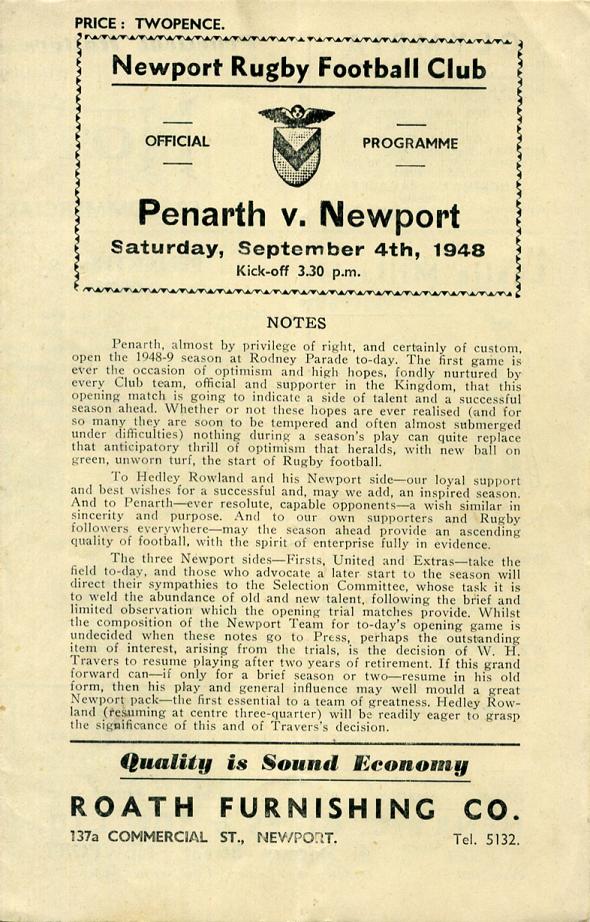 PRICE : TWOPENCE.
Newport Rugby Football Club
OFFICIAL PROGRAMME
Penarth v. Newport
Saturday, September 4th, 1948
Kick-off 3.30 p.m.
NOTES
Penarth, almost by privilege of right, and certainly of custom,
open the 1948-9 season at Rodney Parade to-day. The first game is
ever the occasion of optimism and high hopes, fondly nurtured by
every Club team, official and supporter in the Kingdom, that this
opening match is going to indicate a side of talent and a successful
season ahead. Whether or not these hopes are ever realised (and for
so many they are soon to be tempered and often almost submerged
under difficulties) nothing during a season's play can quite replace
that anticipatory thrill of optimism that heralds, with new ball on
green, unworn turf, the start of Rugby football.
To Hedley Rowland and his Newport side—our loyal support
and best wishes for a successful and, may we add, an inspired season.
And to Penarth—ever resolute, capable opponents—a wish similar in
sincerity and purpose. And to our own supporters and Rugby
followers everywhere—may the season ahead provide an ascending
quality of football, with the spirit of enterprise fully in evidence.
The three Newport sides—Firsts, United and Extras—take the
field to-day, and those who advocate a later start to the season will
direct their sympathies to the Selection Committee, whose task it is
to weld the abundance of old and new talent, following the brief and
limited observation which the opening trial matches provide. Whilst
the composition of the Newport Team for to-day's opening game is
undecided when these notes go to Press, perhaps the outstanding
item of interest, arising from the trials, is the decision of W. H.
Travers to resume playing after two years of retirement. If this grand
forward can—if only for a brief season or two—resume in his old
form, then his play and general influence may well mould a great
Newport pack—the first essential to a team of greatness. Hedley Row-
land (resuming at centre three-quarter) will be readily eager to grasp
the significance of this and of Travers's decision.
Quality is Sound Economy
ROATH FURNISHING CO.
137a COMMERCIAL ST., NEWPORT. Tel. 5132.